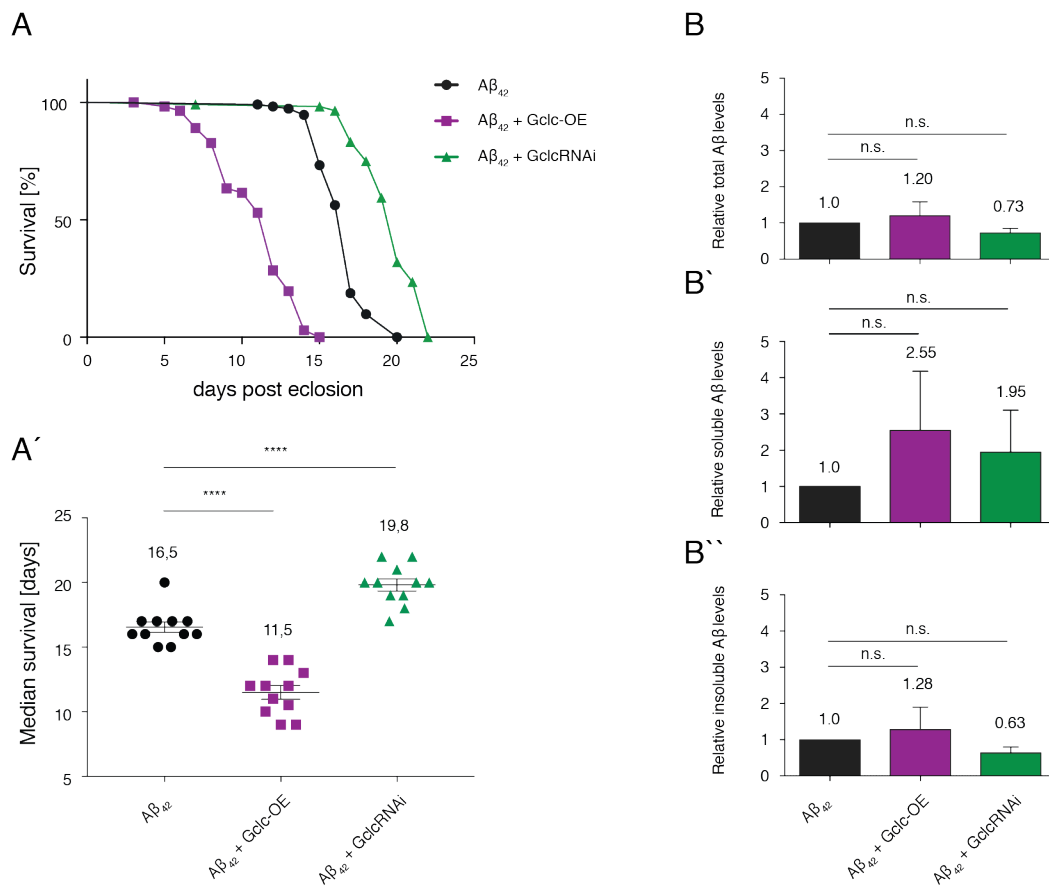 A
Survival [%]
100
50
0
0 5 10 15 20 25
days post eclosion
Aβ42
Aβ42 + Gclc-OE
Aβ42 + GclcRNAi
A´
Median survival [days]
25
20
15
10
5
****
****
16,5
11,5
19,8
Aβ42
Aβ42 + Gclc-OE
Aβ42 + GclcRNAi
B
Relative total Aβ levels
5
4
3
2
1
0
n.s.
n.s.
1.0
1.20
0.73
B`
Relative soluble Aβ levels
5
4
3
2
1
0
n.s.
n.s.
1.0
2.55
1.95
B``
Relative insoluble Aβ levels
5
4
3
2
1
0
n.s.
n.s.
1.0
1.28
0.63
Aβ42
Aβ42 + Gclc-OE
Aβ42 + GclcRNAi